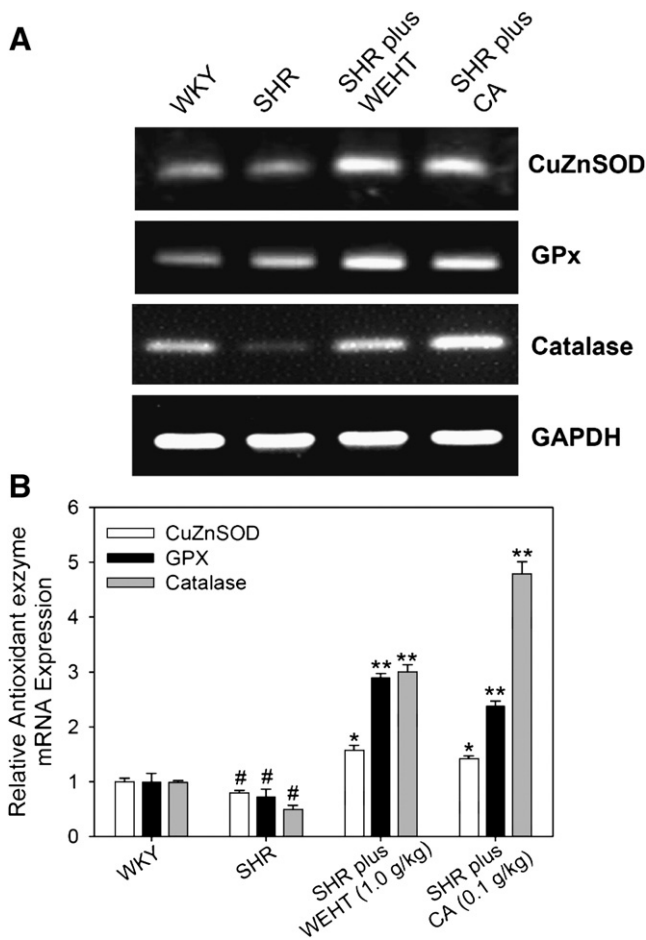 A
WKY
SHR
SHR plus
WEHT
SHR plus
CA
CuZnSOD
GPx
Catalase
GAPDH
B
Relative Antioxidant exzyme
mRNA Expression
6
5
4
3
2
1
0
CuZnSOD
GPX
Catalase
# # #
* ** **
* ** **
WKY
SHR
SHR plus
WEHT (1.0 g/kg)
SHR plus
CA (0.1 g/kg)